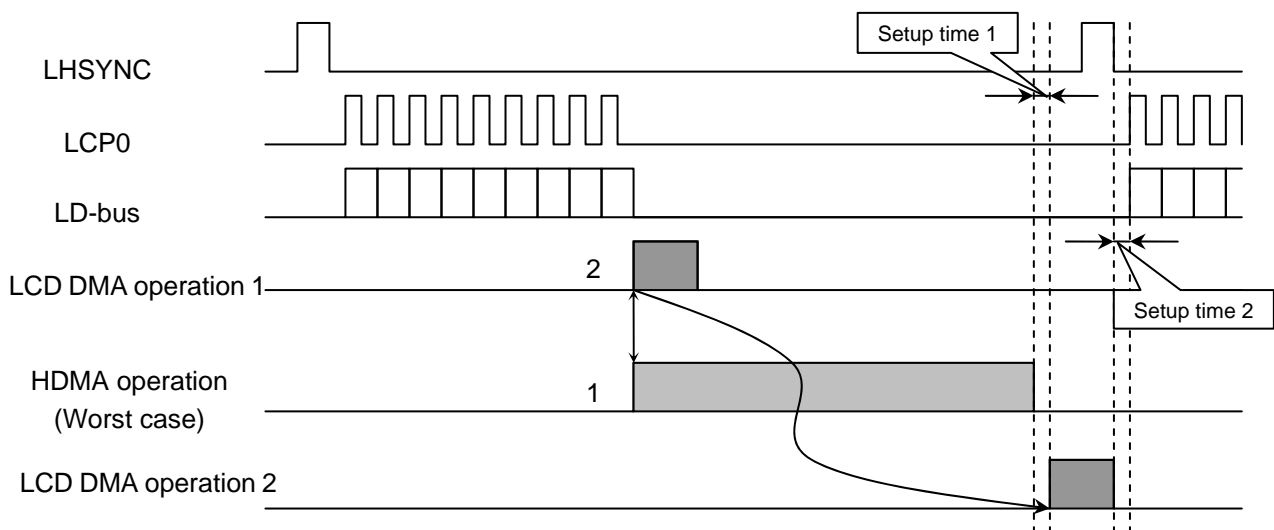 Setup time 1
LHSYNC
LCP0
LD-bus
2
LCD DMA operation 1
Setup time 2
HDMA operation
(Worst case)
1
LCD DMA operation 2